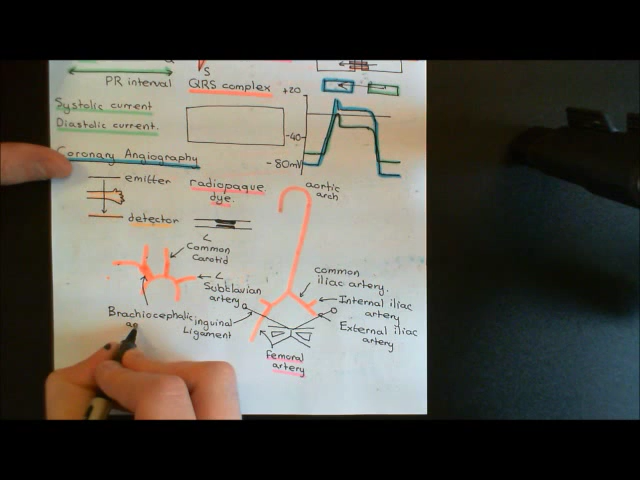 S
PR interval
QRS complex
+20
Systolic current
Diastolic current.
-40
-80mV
Coronary Angiography
emitter
radiopaque
dye.
aortic
arch
detector
L
Common
Carotid
L
Subtlavian
artery
common
iliac artery.
Internal iliac
artery
Brachiocephalic
inguinal
Ligament
External iliac
artery
Femoral
artery